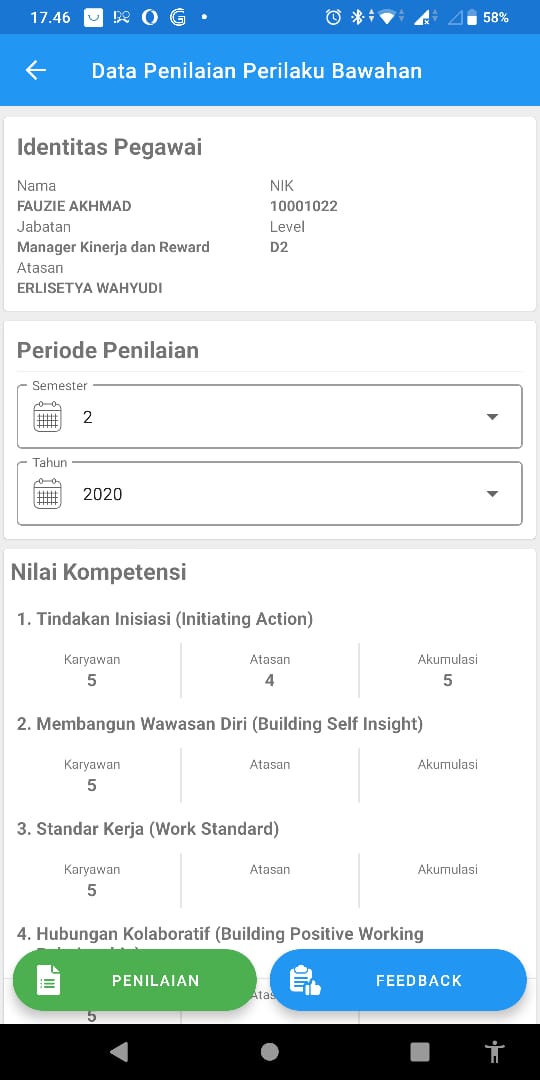 17.46
58%
Data Penilaian Perilaku Bawahan
Identitas Pegawai
Nama NIK
FAUZIE AKHMAD 10001022
Jabatan Level
Manager Kinerja dan Reward D2
Atasan
ERLISETYA WAHYUDI
Periode Penilaian
Semester
2
Tahun
2020
Nilai Kompetensi
1. Tindakan Inisiasi (Initiating Action)
Karyawan Atasan Akumulasi
5 4 5
2. Membangun Wawasan Diri (Building Self Insight)
Karyawan Atasan Akumulasi
5
3. Standar Kerja (Work Standard)
Karyawan Atasan Akumulasi
5
4. Hubungan Kolaboratif (Building Positive Working
PENILAIAN FEEDBACK
5